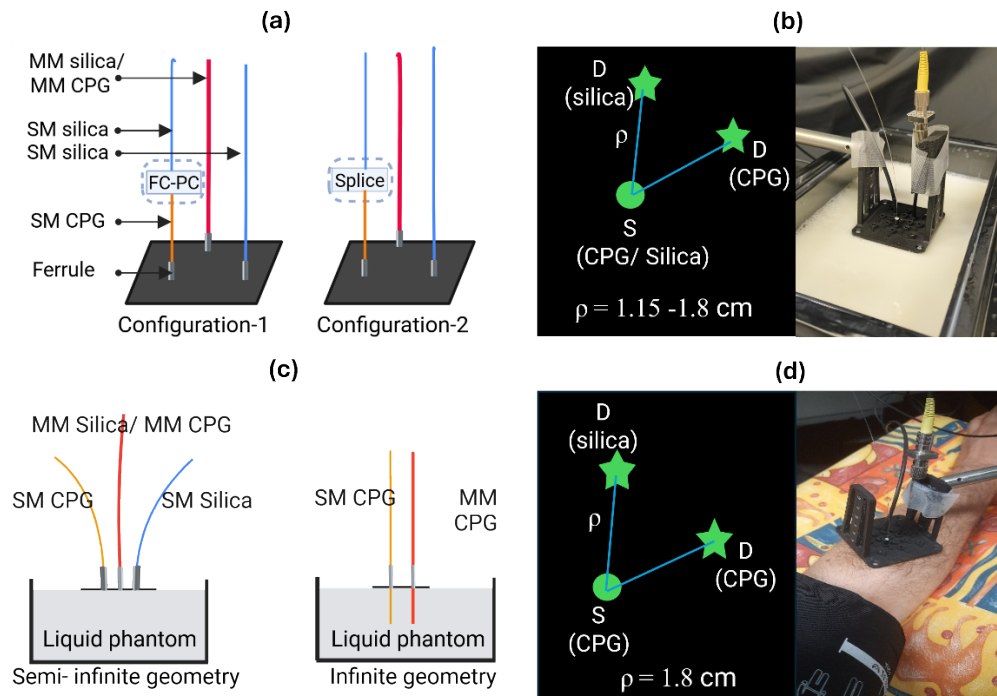 (a)
MM silica/
MM CPG
SM silica
SM silica
FC-PC
SM CPG
Ferrule
Configuration-1
Splice
Configuration-2
(b)
D
(silica)
ρ
D
(CPG)
S
(CPG/ Silica)
ρ = 1.15 -1.8 cm
(c)
MM Silica/ MM CPG
SM CPG
SM Silica
Liquid phantom
Semi- infinite geometry
SM CPG
MM
CPG
Liquid phantom
Infinite geometry
(d)
D
(silica)
ρ
D
(CPG)
S
(CPG)
ρ = 1.8 cm